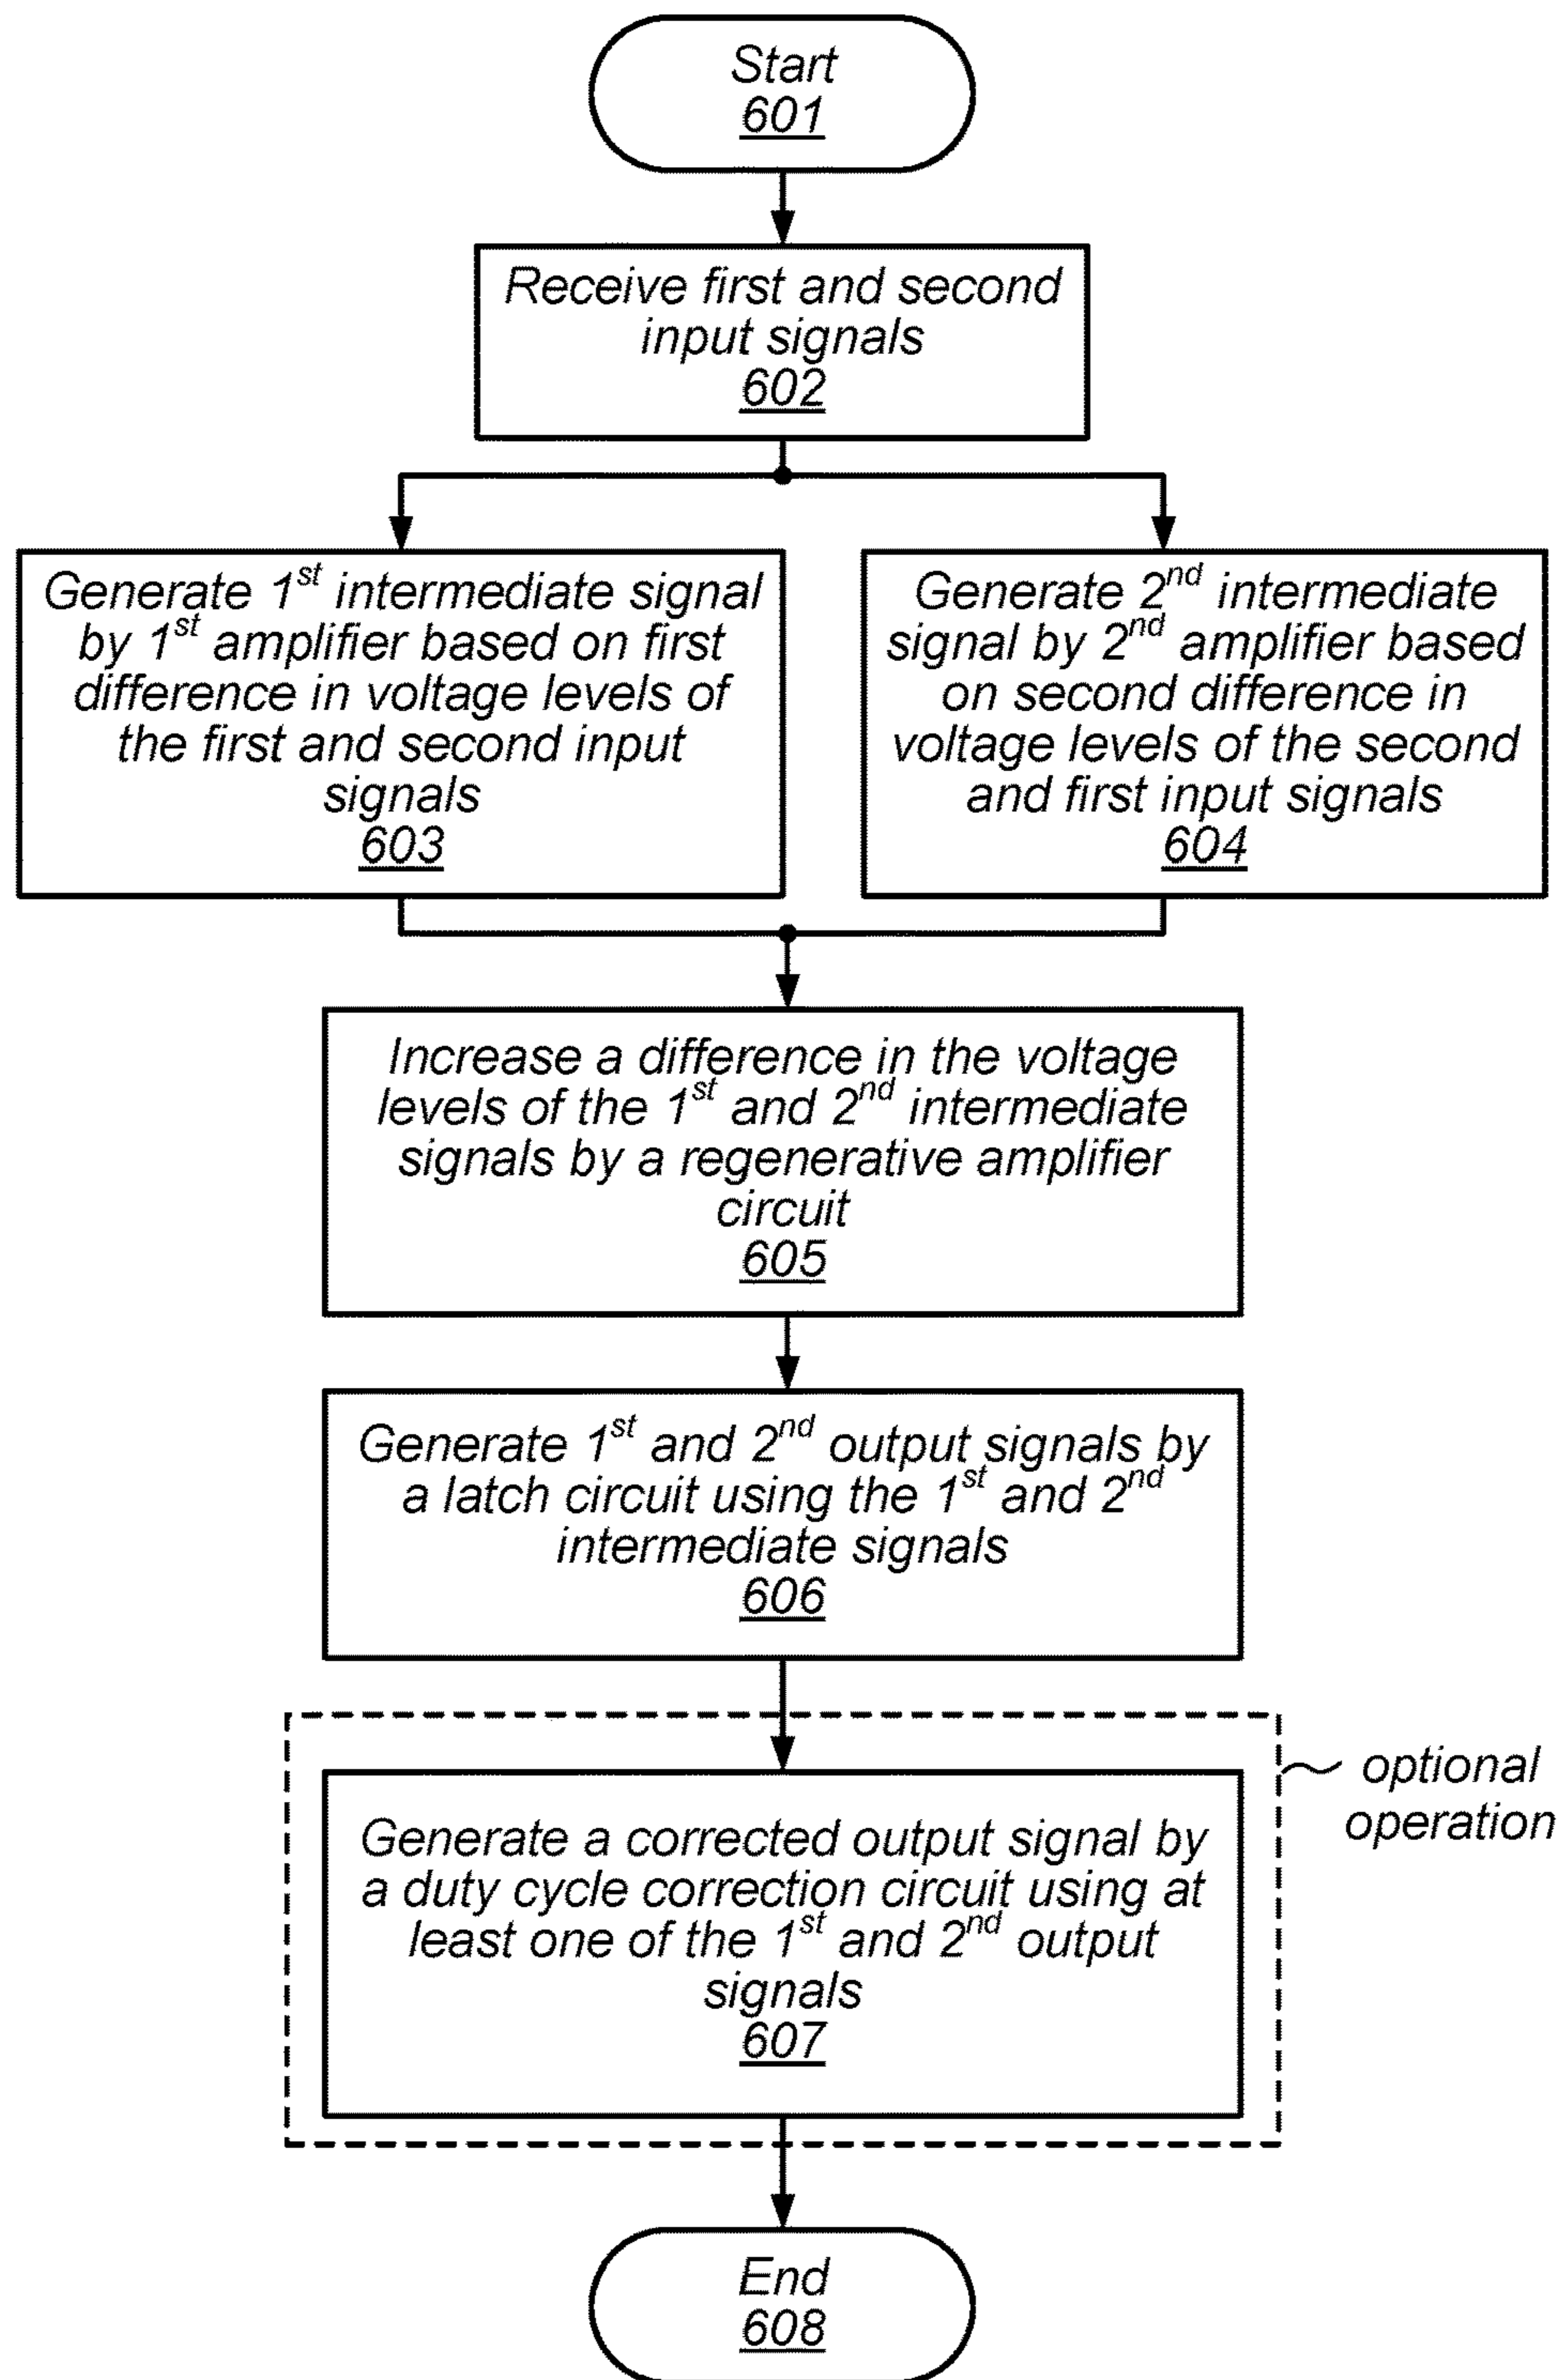 Start
601
Receive first and second
input signals
602
Generate 1st intermediate signal
by 1st amplifier based on first
difference in voltage levels of
the first and second input
signals
603
Generate 2nd intermediate
signal by 2nd amplifier based
on second difference in
voltage levels of the second
and first input signals
604
Increase a difference in the voltage
levels of the 1st and 2nd intermediate
signals by a regenerative amplifier
circuit
605
Generate 1st and 2nd output signals by
a latch circuit using the 1st and 2nd
intermediate signals
606
optional
operation
Generate a corrected output signal by
a duty cycle correction circuit using at
least one of the 1st and 2nd output
signals
607
End
608